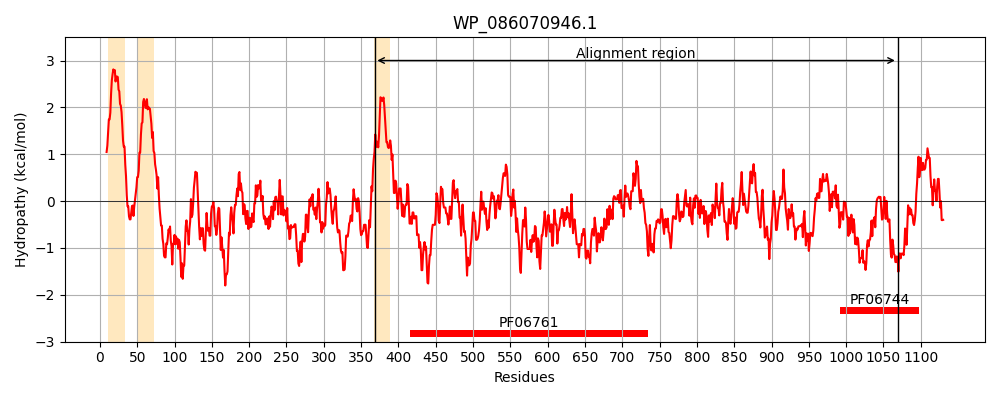 WP_086070946.1
Alignment region
3
2
1
0
−1
−2
−3
Hydropathy (kcal/mol)
PF06744
PF06761
0 50 100 150 200 250 300 350 400 450 500 550 600 650 700 750 800 850 900 950 1000 1050 1100
Residues